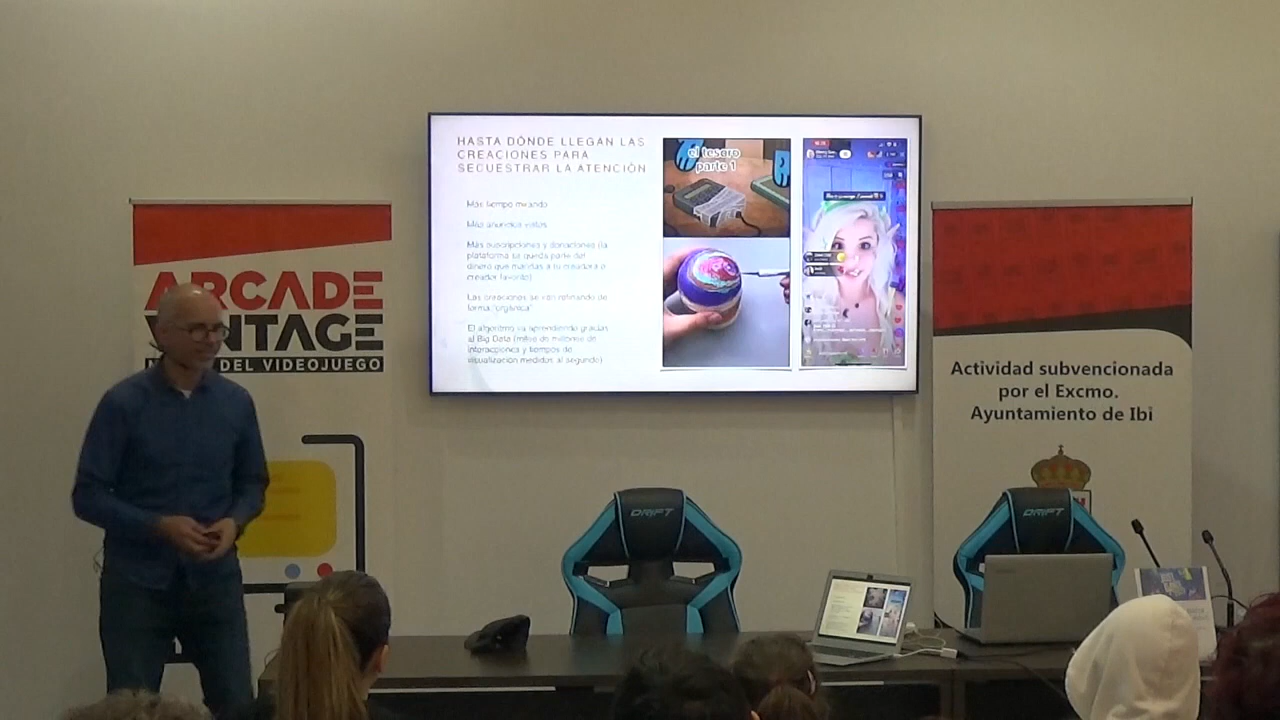 HASTA DÓNDE LLEGAN LAS
CREACIONES PARA
SECUESTRAR LA ATENCIÓN
Más tiempo mirando
Más anuncios vistos
Más suscripciones y donaciones (la
plataforma se queda parte del
dinero que mandas a tu creadora o
creador favorito)
Las creaciones se van refinando de
forma "orgánica"
El algoritmo va aprendiendo gracias
al Big Data (miles de millones de
interacciones y tiempos de
visualización medidos al segundo)
el tesoro
parte 1
ARCADE
VINTAGE
DEL VIDEOJUEGO
Actividad subvencionada
por el Excmo.
Ayuntamiento de Ibi
DRIFT
DRIFT